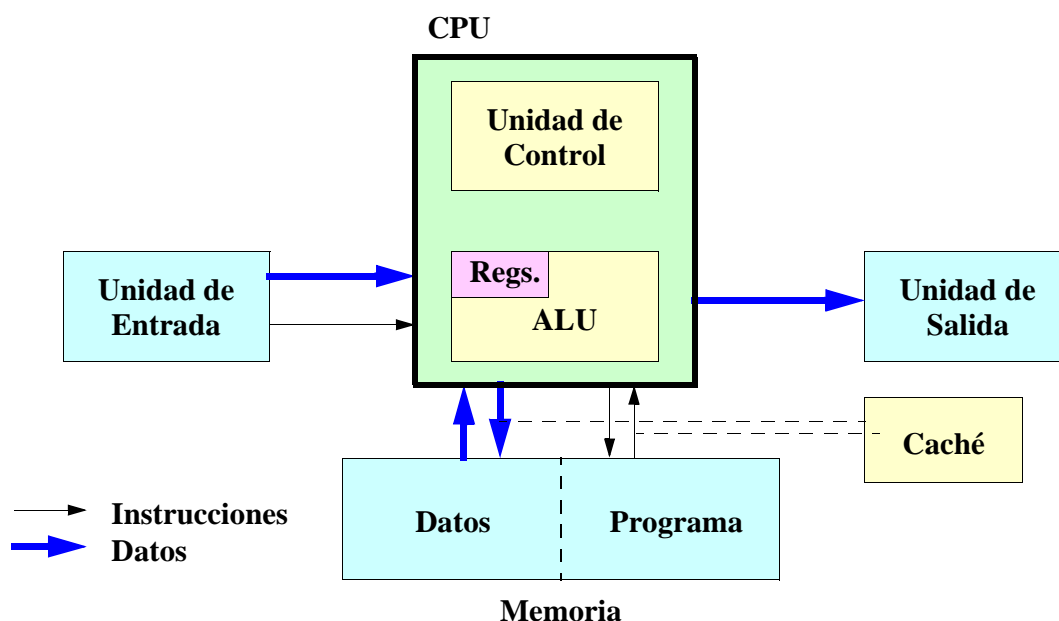 CPU
Unidad de
Control
Unidad de
Entrada
Regs.
ALU
Unidad de
Salida
Caché
Datos
Programa
Instrucciones
Datos
Memoria